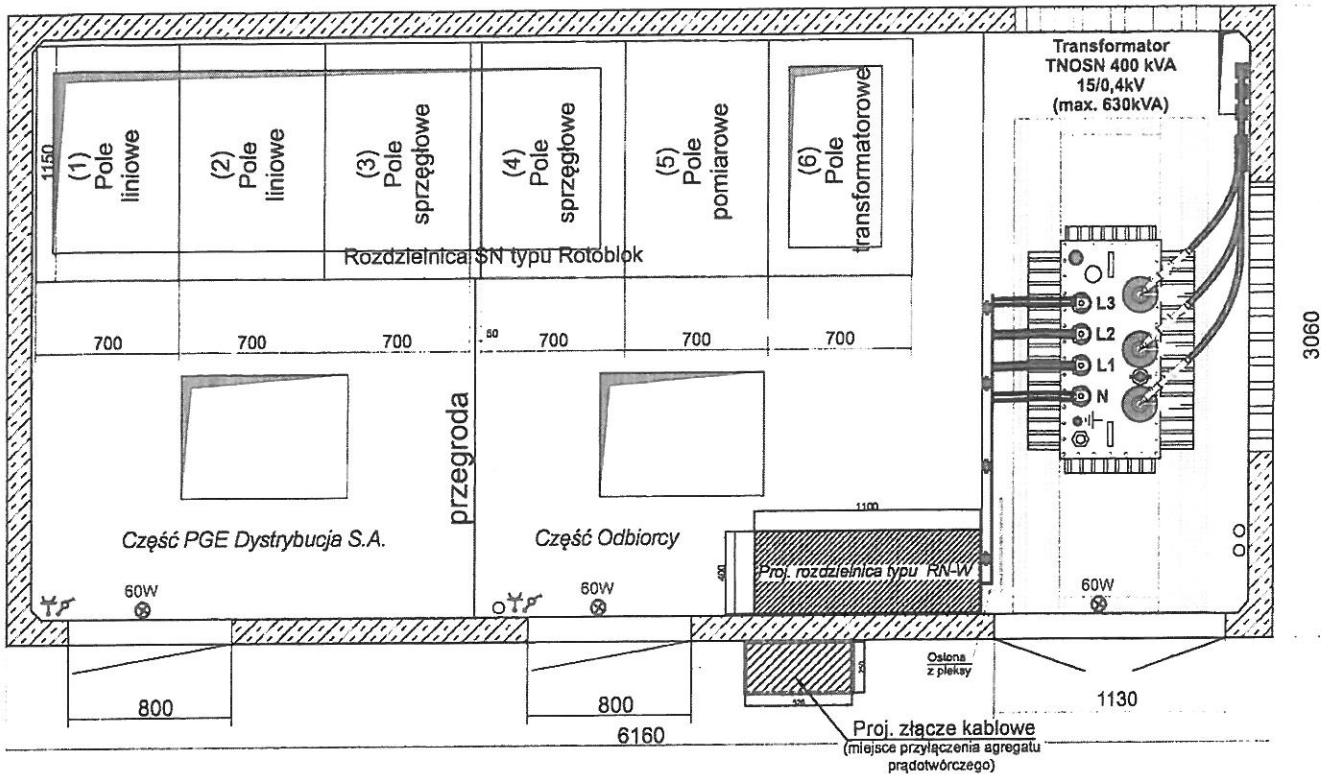 Transformator
TNOSN 400 kVA
15/0,4kV
(max. 630kVA)
1150
(1)
Pole
liniowe
(2)
Pole
liniowe
(3)
Pole
sprzęgłowe
(4)
Pole
sprzęgłowe
(5)
Pole
pomiarowe
(6)
Pole
transformatorowe
Rozdzielnica SN typu Rotoblok
700
700
700
50
700
700
700
L3
L2
L1
N
3060
przegroda
Część PGE Dystrybucja S.A.
Część Odbiorcy
1100
400
Proj. rozdzielnica typu RN-W
60W
60W
60W
Osłona
z pleksy
250
800
800
1130
6160
Proj. złącze kablowe
(miejsce przyłączenia agregatu
prądotwórczego)